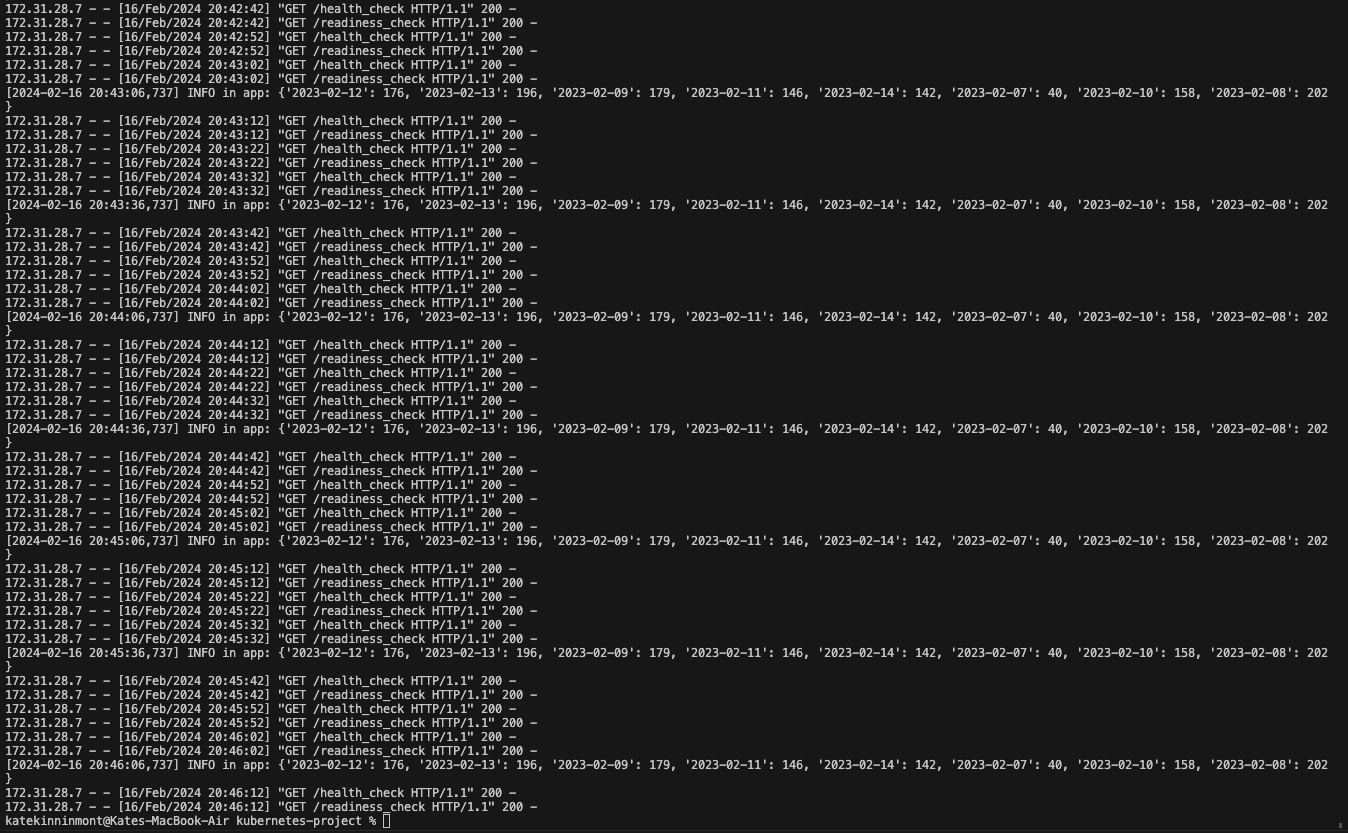 172.31.28.7 - - [16/Feb/2024 20:42:42] "GET /health_check HTTP/1.1" 200 -
172.31.28.7 - - [16/Feb/2024 20:42:42] "GET /readiness_check HTTP/1.1" 200 -
172.31.28.7 - - [16/Feb/2024 20:42:52] "GET /health_check HTTP/1.1" 200 -
172.31.28.7 - - [16/Feb/2024 20:42:52] "GET /readiness_check HTTP/1.1" 200 -
172.31.28.7 - - [16/Feb/2024 20:43:02] "GET /health_check HTTP/1.1" 200 -
172.31.28.7 - - [16/Feb/2024 20:43:02] "GET /readiness_check HTTP/1.1" 200 -
[2024-02-16 20:43:06,737] INFO in app: {'2023-02-12': 176, '2023-02-13': 196, '2023-02-09': 179, '2023-02-11': 146, '2023-02-14': 142, '2023-02-07': 40, '2023-02-10': 158, '2023-02-08': 202
}
172.31.28.7 - - [16/Feb/2024 20:43:12] "GET /health_check HTTP/1.1" 200 -
172.31.28.7 - - [16/Feb/2024 20:43:12] "GET /readiness_check HTTP/1.1" 200 -
172.31.28.7 - - [16/Feb/2024 20:43:22] "GET /health_check HTTP/1.1" 200 -
172.31.28.7 - - [16/Feb/2024 20:43:22] "GET /readiness_check HTTP/1.1" 200 -
172.31.28.7 - - [16/Feb/2024 20:43:32] "GET /health_check HTTP/1.1" 200 -
172.31.28.7 - - [16/Feb/2024 20:43:32] "GET /readiness_check HTTP/1.1" 200 -
[2024-02-16 20:43:36,737] INFO in app: {'2023-02-12': 176, '2023-02-13': 196, '2023-02-09': 179, '2023-02-11': 146, '2023-02-14': 142, '2023-02-07': 40, '2023-02-10': 158, '2023-02-08': 202
}
172.31.28.7 - - [16/Feb/2024 20:43:42] "GET /health_check HTTP/1.1" 200 -
172.31.28.7 - - [16/Feb/2024 20:43:42] "GET /readiness_check HTTP/1.1" 200 -
172.31.28.7 - - [16/Feb/2024 20:43:52] "GET /health_check HTTP/1.1" 200 -
172.31.28.7 - - [16/Feb/2024 20:43:52] "GET /readiness_check HTTP/1.1" 200 -
172.31.28.7 - - [16/Feb/2024 20:44:02] "GET /health_check HTTP/1.1" 200 -
172.31.28.7 - - [16/Feb/2024 20:44:02] "GET /readiness_check HTTP/1.1" 200 -
[2024-02-16 20:44:06,737] INFO in app: {'2023-02-12': 176, '2023-02-13': 196, '2023-02-09': 179, '2023-02-11': 146, '2023-02-14': 142, '2023-02-07': 40, '2023-02-10': 158, '2023-02-08': 202
}
172.31.28.7 - - [16/Feb/2024 20:44:12] "GET /health_check HTTP/1.1" 200 -
172.31.28.7 - - [16/Feb/2024 20:44:12] "GET /readiness_check HTTP/1.1" 200 -
172.31.28.7 - - [16/Feb/2024 20:44:22] "GET /health_check HTTP/1.1" 200 -
172.31.28.7 - - [16/Feb/2024 20:44:22] "GET /readiness_check HTTP/1.1" 200 -
172.31.28.7 - - [16/Feb/2024 20:44:32] "GET /health_check HTTP/1.1" 200 -
172.31.28.7 - - [16/Feb/2024 20:44:32] "GET /readiness_check HTTP/1.1" 200 -
[2024-02-16 20:44:36,737] INFO in app: {'2023-02-12': 176, '2023-02-13': 196, '2023-02-09': 179, '2023-02-11': 146, '2023-02-14': 142, '2023-02-07': 40, '2023-02-10': 158, '2023-02-08': 202
}
172.31.28.7 - - [16/Feb/2024 20:44:42] "GET /health_check HTTP/1.1" 200 -
172.31.28.7 - - [16/Feb/2024 20:44:42] "GET /readiness_check HTTP/1.1" 200 -
172.31.28.7 - - [16/Feb/2024 20:44:52] "GET /health_check HTTP/1.1" 200 -
172.31.28.7 - - [16/Feb/2024 20:44:52] "GET /readiness_check HTTP/1.1" 200 -
172.31.28.7 - - [16/Feb/2024 20:45:02] "GET /health_check HTTP/1.1" 200 -
172.31.28.7 - - [16/Feb/2024 20:45:02] "GET /readiness_check HTTP/1.1" 200 -
[2024-02-16 20:45:06,737] INFO in app: {'2023-02-12': 176, '2023-02-13': 196, '2023-02-09': 179, '2023-02-11': 146, '2023-02-14': 142, '2023-02-07': 40, '2023-02-10': 158, '2023-02-08': 202
}
172.31.28.7 - - [16/Feb/2024 20:45:12] "GET /health_check HTTP/1.1" 200 -
172.31.28.7 - - [16/Feb/2024 20:45:12] "GET /readiness_check HTTP/1.1" 200 -
172.31.28.7 - - [16/Feb/2024 20:45:22] "GET /health_check HTTP/1.1" 200 -
172.31.28.7 - - [16/Feb/2024 20:45:22] "GET /readiness_check HTTP/1.1" 200 -
172.31.28.7 - - [16/Feb/2024 20:45:32] "GET /health_check HTTP/1.1" 200 -
172.31.28.7 - - [16/Feb/2024 20:45:32] "GET /readiness_check HTTP/1.1" 200 -
[2024-02-16 20:45:36,737] INFO in app: {'2023-02-12': 176, '2023-02-13': 196, '2023-02-09': 179, '2023-02-11': 146, '2023-02-14': 142, '2023-02-07': 40, '2023-02-10': 158, '2023-02-08': 202
}
172.31.28.7 - - [16/Feb/2024 20:45:42] "GET /health_check HTTP/1.1" 200 -
172.31.28.7 - - [16/Feb/2024 20:45:42] "GET /readiness_check HTTP/1.1" 200 -
172.31.28.7 - - [16/Feb/2024 20:45:52] "GET /health_check HTTP/1.1" 200 -
172.31.28.7 - - [16/Feb/2024 20:45:52] "GET /readiness_check HTTP/1.1" 200 -
172.31.28.7 - - [16/Feb/2024 20:46:02] "GET /health_check HTTP/1.1" 200 -
172.31.28.7 - - [16/Feb/2024 20:46:02] "GET /readiness_check HTTP/1.1" 200 -
[2024-02-16 20:46:06,737] INFO in app: {'2023-02-12': 176, '2023-02-13': 196, '2023-02-09': 179, '2023-02-11': 146, '2023-02-14': 142, '2023-02-07': 40, '2023-02-10': 158, '2023-02-08': 202
}
172.31.28.7 - - [16/Feb/2024 20:46:12] "GET /health_check HTTP/1.1" 200 -
172.31.28.7 - - [16/Feb/2024 20:46:12] "GET /readiness_check HTTP/1.1" 200 -
katekinninmont@Kates-MacBook-Air kubernetes-project %